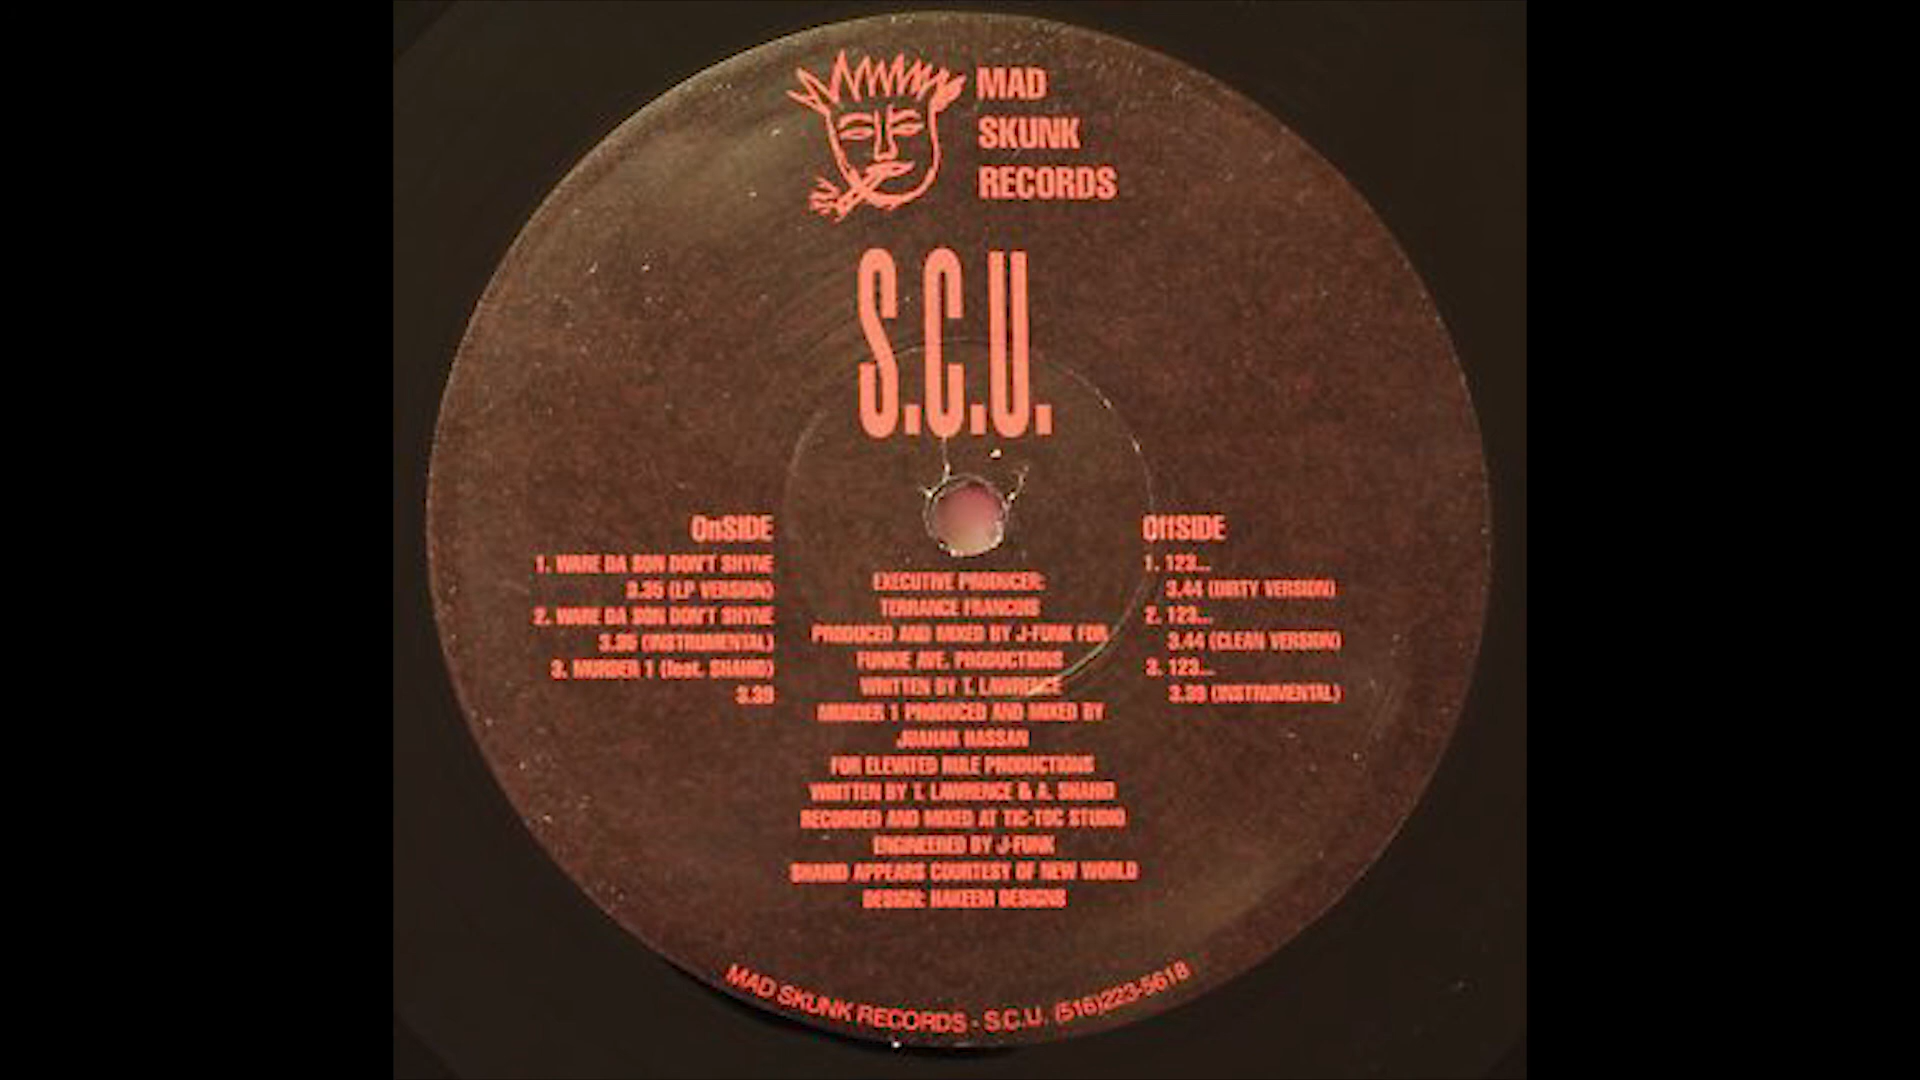 MAD
SKUNK
RECORDS
S.C.U.
OnSIDE
1. WARE DA SON DON'T SHYNE
3.35 (LP VERSION)
2. WARE DA SON DON'T SHYNE
3.35 (INSTRUMENTAL)
3. MURDER 1 (feat. SHAHID)
3.39
EXECUTIVE PRODUCER:
TERRANCE FRANCOIS
PRODUCED AND MIXED BY J-FUNK FOR
FUNKIE AVE. PRODUCTIONS
WRITTEN BY T. LAWRENCE
MURDER 1 PRODUCED AND MIXED BY
JUAHAR HASSAN
FOR ELEVATED RULE PRODUCTIONS
WRITTEN BY T. LAWRENCE & A. SHAHID
RECORDED AND MIXED AT TIC-TOC STUDIO
ENGINEERED BY J-FUNK
SHAHID APPEARS COURTESY OF NEW WORLD
DESIGN: HAKEEM DESIGNS
OffSIDE
1. 123...
3.44 (DIRTY VERSION)
2. 123...
3.44 (CLEAN VERSION)
3. 123...
3.39 (INSTRUMENTAL)
MAD SKUNK RECORDS - S.C.U. (516)223-5618